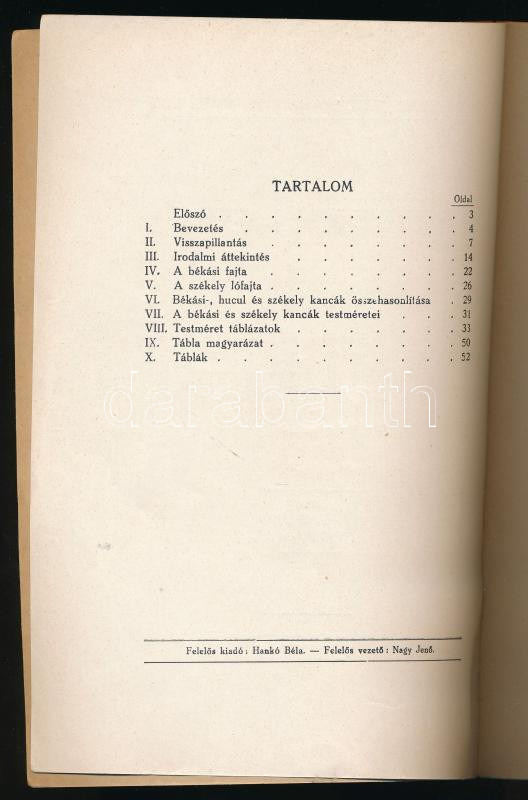 TARTALOM
Oldal
Előszó . . . . . . . . . . 3
I. Bevezetés . . . . . . . . . . 4
II. Visszapillantás . . . . . . . . . 7
III. Irodalmi áttekintés . . . . . . . . 14
IV. A békási fajta . . . . . . . . 22
V. A székely lófajta . . . . . . . . 26
VI. Békási-, hucul és székely kancák összehasonlítása . 29
VII. A békási és székely kancák testméretei . . . 31
VIII. Testméret táblázatok . . . . . . . 33
IX. Tábla magyarázat . . . . . . . . 50
X. Táblák . . . . . . . . . . 52
darabanth
Felelős kiadó: Hankó Béla. — Felelős vezető: Nagy Jenő.